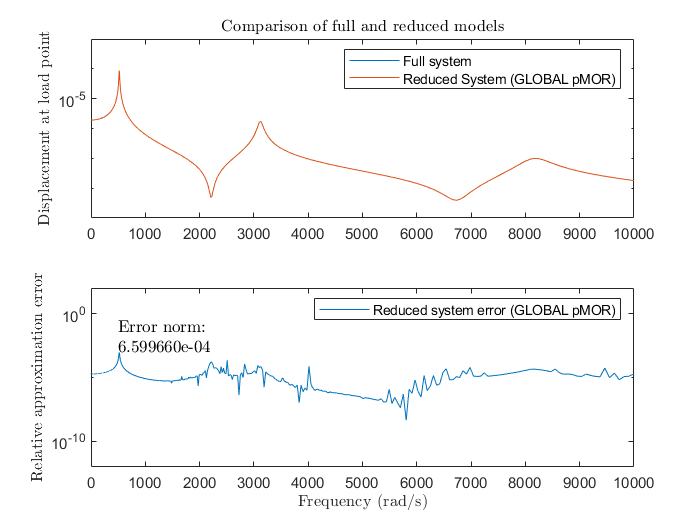 Comparison of full and reduced models
Displacement at load point
10^-5
Full system
Reduced System (GLOBAL pMOR)
0 1000 2000 3000 4000 5000 6000 7000 8000 9000 10000
Relative approximation error
10^0
10^-10
Error norm:
6.599660e-04
Reduced system error (GLOBAL pMOR)
0 1000 2000 3000 4000 5000 6000 7000 8000 9000 10000
Frequency (rad/s)